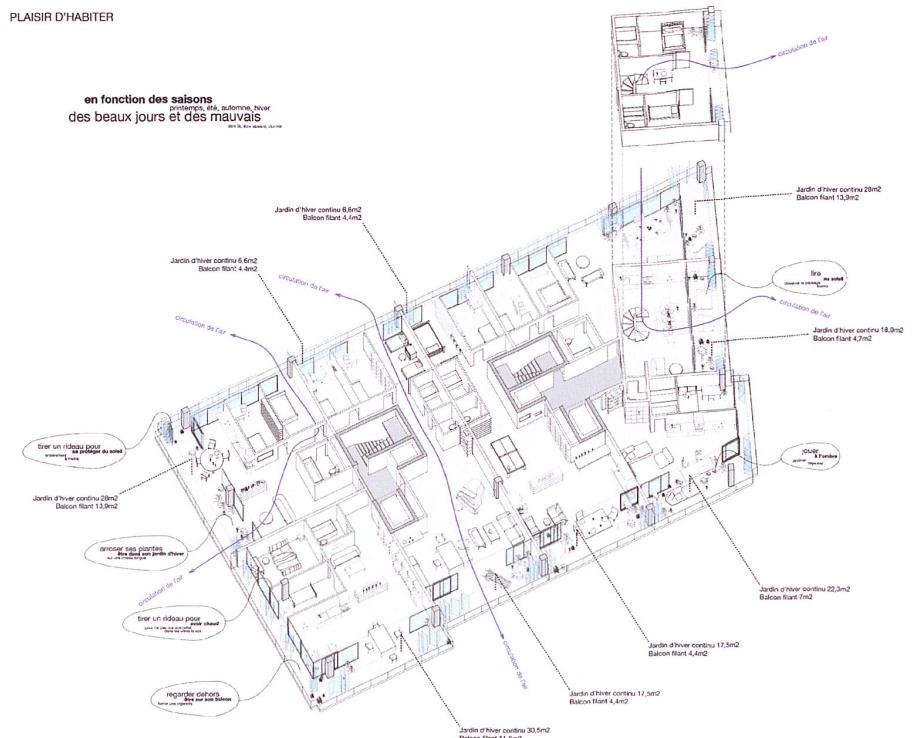 PLAISIR D'HABITER
en fonction des saisons
printemps, été, automne, hiver
des beaux jours et des mauvais
circulation de l'air
Jardin d'hiver continu 28m2
Balcon filant 13,9m2
Jardin d'hiver continu 6,6m2
Balcon filant 4,4m2
Jardin d'hiver continu 6,6m2
Balcon filant 4,4m2
circulation de l'air
circulation de l'air
lire
au soleil
circulation de l'air
Jardin d'hiver continu 18,9m2
Balcon filant 4,7m2
tirer un rideau pour
se protéger du soleil
jouer
à l'ombre
Jardin d'hiver continu 28m2
Balcon filant 13,9m2
arroser ses plantes
être dans son jardin d'hiver
circulation de l'air
Jardin d'hiver continu 22,3m2
Balcon filant 7m2
tirer un rideau pour
avoir chaud
Jardin d'hiver continu 17,5m2
Balcon filant 4,4m2
circulation de l'air
regarder dehors
être sur son balcon
Jardin d'hiver continu 17,5m2
Balcon filant 4,4m2
Jardin d'hiver continu 30,5m2